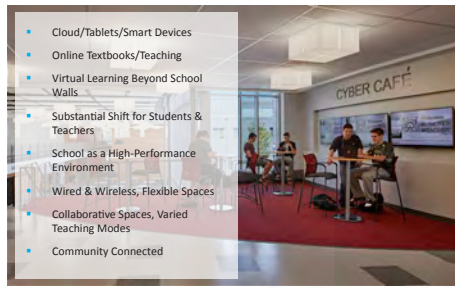 Cloud/Tablets/Smart Devices
Online Textbooks/Teaching
Virtual Learning Beyond School
Walls
Substantial Shift for Students &
Teachers
School as a High-Performance
Environment
Wired & Wireless, Flexible Spaces
Collaborative Spaces, Varied
Teaching Modes
Community Connected
CYBER CAFÉ